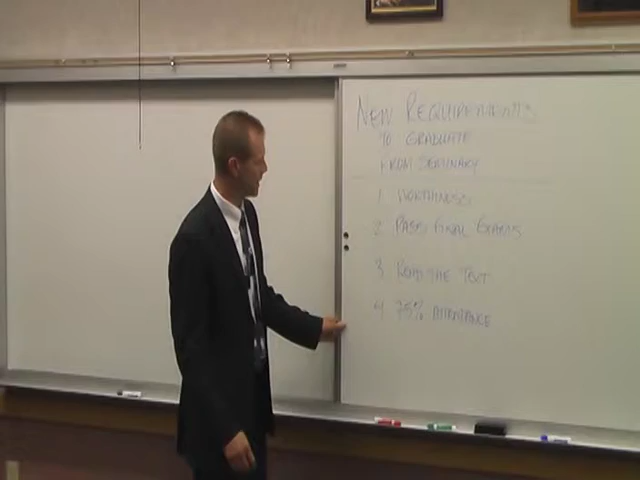 NEW REQUIREMENTS
TO GRADUATE
FROM SEMINARY
1 WORTHINESS
2 PASS FINAL EXAMS
3 READ THE TEXT
4 75% ATTENDANCE